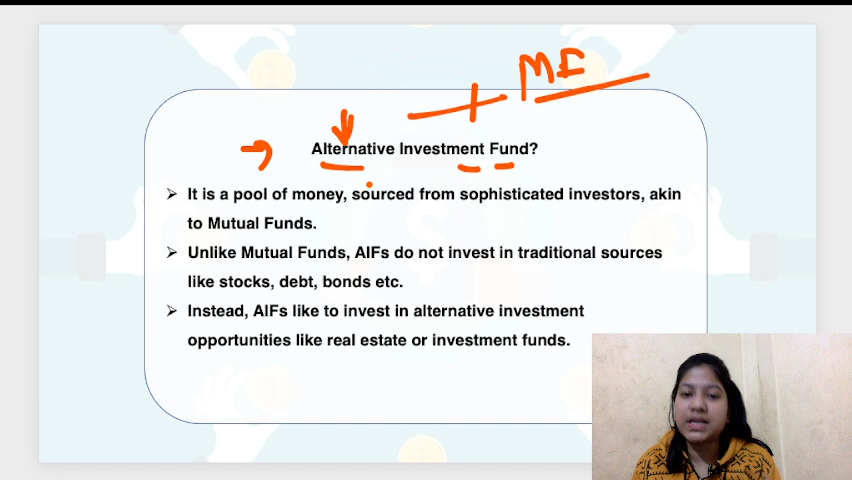 MF
Alternative Investment Fund?
➢ It is a pool of money, sourced from sophisticated investors, akin
to Mutual Funds.
➢ Unlike Mutual Funds, AIFs do not invest in traditional sources
like stocks, debt, bonds etc.
➢ Instead, AIFs like to invest in alternative investment
opportunities like real estate or investment funds.